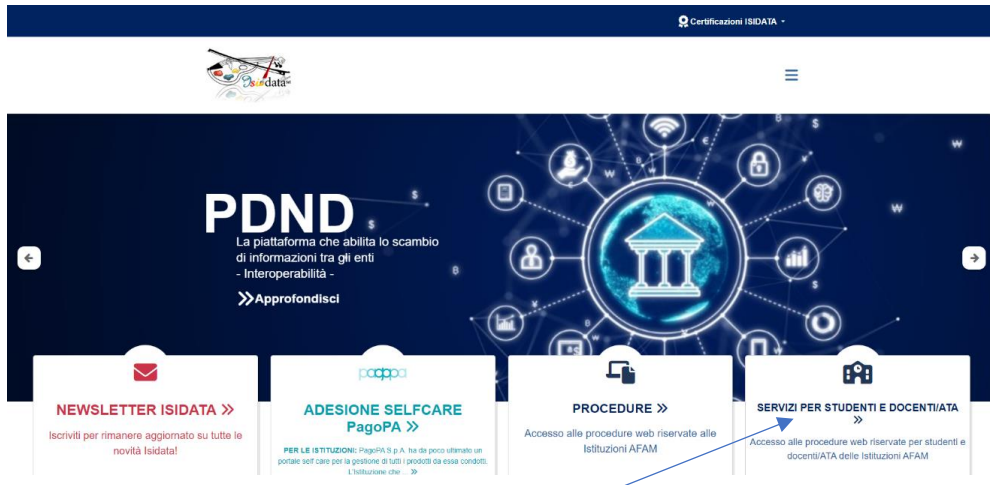 Certificazioni ISIDATA
Isidata
PDND
La piattaforma che abilita lo scambio
di informazioni tra gli enti
- Interoperabilità -
Approfondisci
NEWSLETTER ISIDATA
Iscriviti per rimanere aggiornato su tutte le
novità Isidata!
pagopa
ADESIONE SELFCARE
PagoPA
PER LE ISTITUZIONI: PagoPA S.p.A. ha da poco ultimato un
portale self care per la gestione di tutti i prodotti da essa condotti.
L'Istituzione che...
PROCEDURE
Accesso alle procedure web riservate alle
Istituzioni AFAM
SERVIZI PER STUDENTI E DOCENTI/ATA
Accesso alle procedure web riservate per studenti e
docenti/ATA delle Istituzioni AFAM